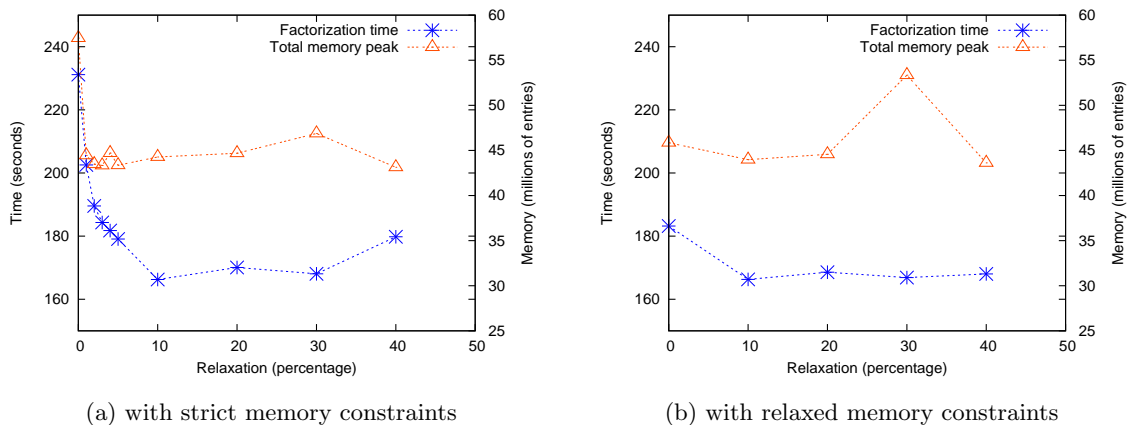 240
220
200
180
160
Time (seconds)
Factorization time
Total memory peak
60
55
50
45
40
35
30
25
Memory (millions of entries)
0 10 20 30 40 50
Relaxation (percentage)
(a) with strict memory constraints
240
220
200
180
160
Time (seconds)
Factorization time
Total memory peak
60
55
50
45
40
35
30
25
Memory (millions of entries)
0 10 20 30 40 50
Relaxation (percentage)
(b) with relaxed memory constraints